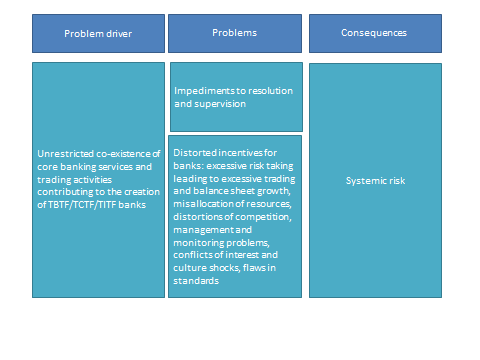 Problem driver
Problems
Consequences
Unrestricted co-existence of
core banking services and
trading activities
contributing to the creation
of TBTF/TCTF/TITF banks
Impediments to resolution
and supervision
Distorted incentives for
banks: excessive risk taking
leading to excessive trading
and balance sheet growth,
misallocation of resources,
distortions of competition,
management and
monitoring problems,
conflicts of interest and
culture shocks, flaws in
standards
Systemic risk